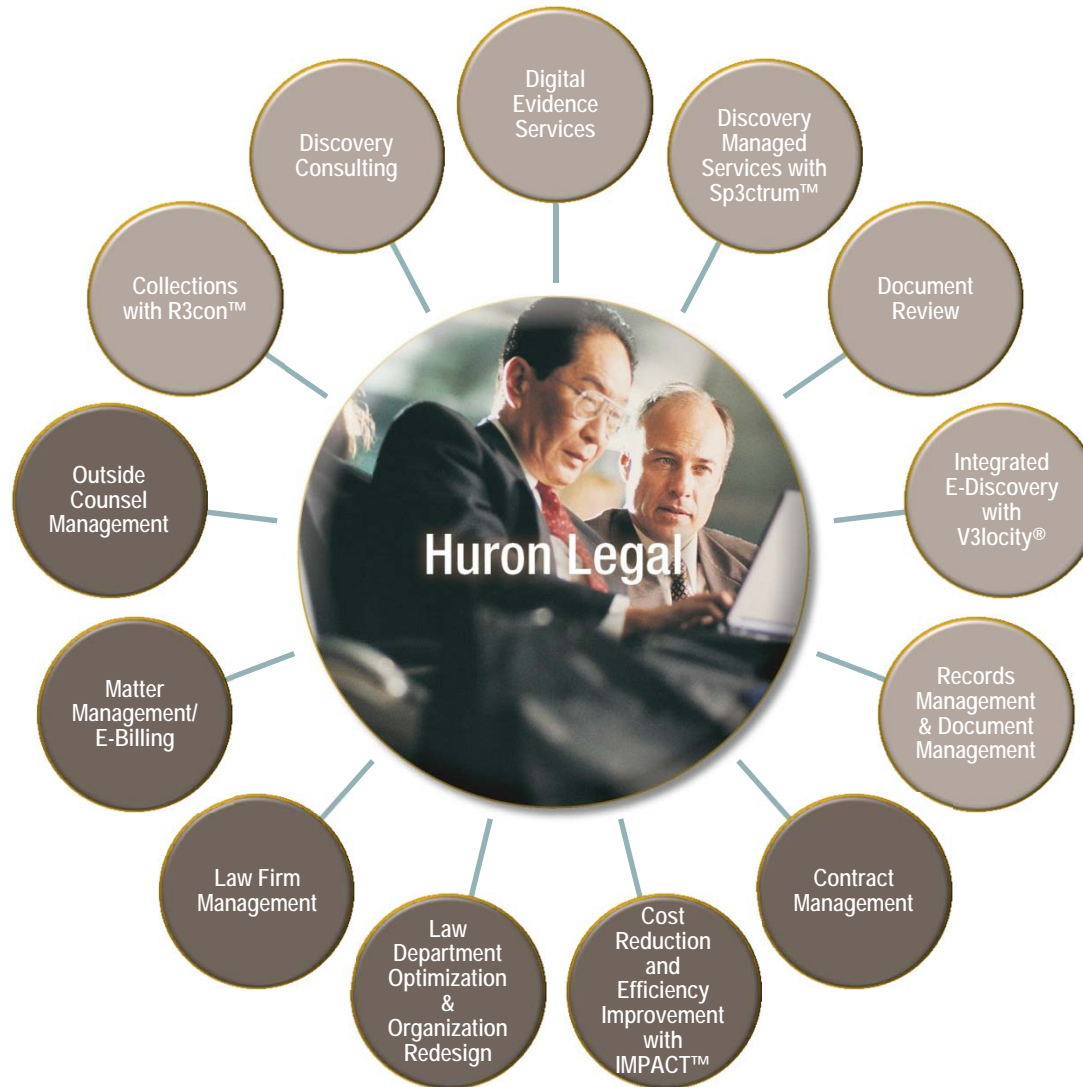 Digital
Evidence
Services
Discovery
Managed
Services with
Sp3ctrum™
Document
Review
Integrated
E-Discovery
with
V3locity®
Records
Management
& Document
Management
Contract
Management
Cost
Reduction
and
Efficiency
Improvement
with
IMPACT™
Law
Department
Optimization
&
Organization
Redesign
Law Firm
Management
Matter
Management/
E-Billing
Outside
Counsel
Management
Collections
with R3con™
Discovery
Consulting
Huron Legal